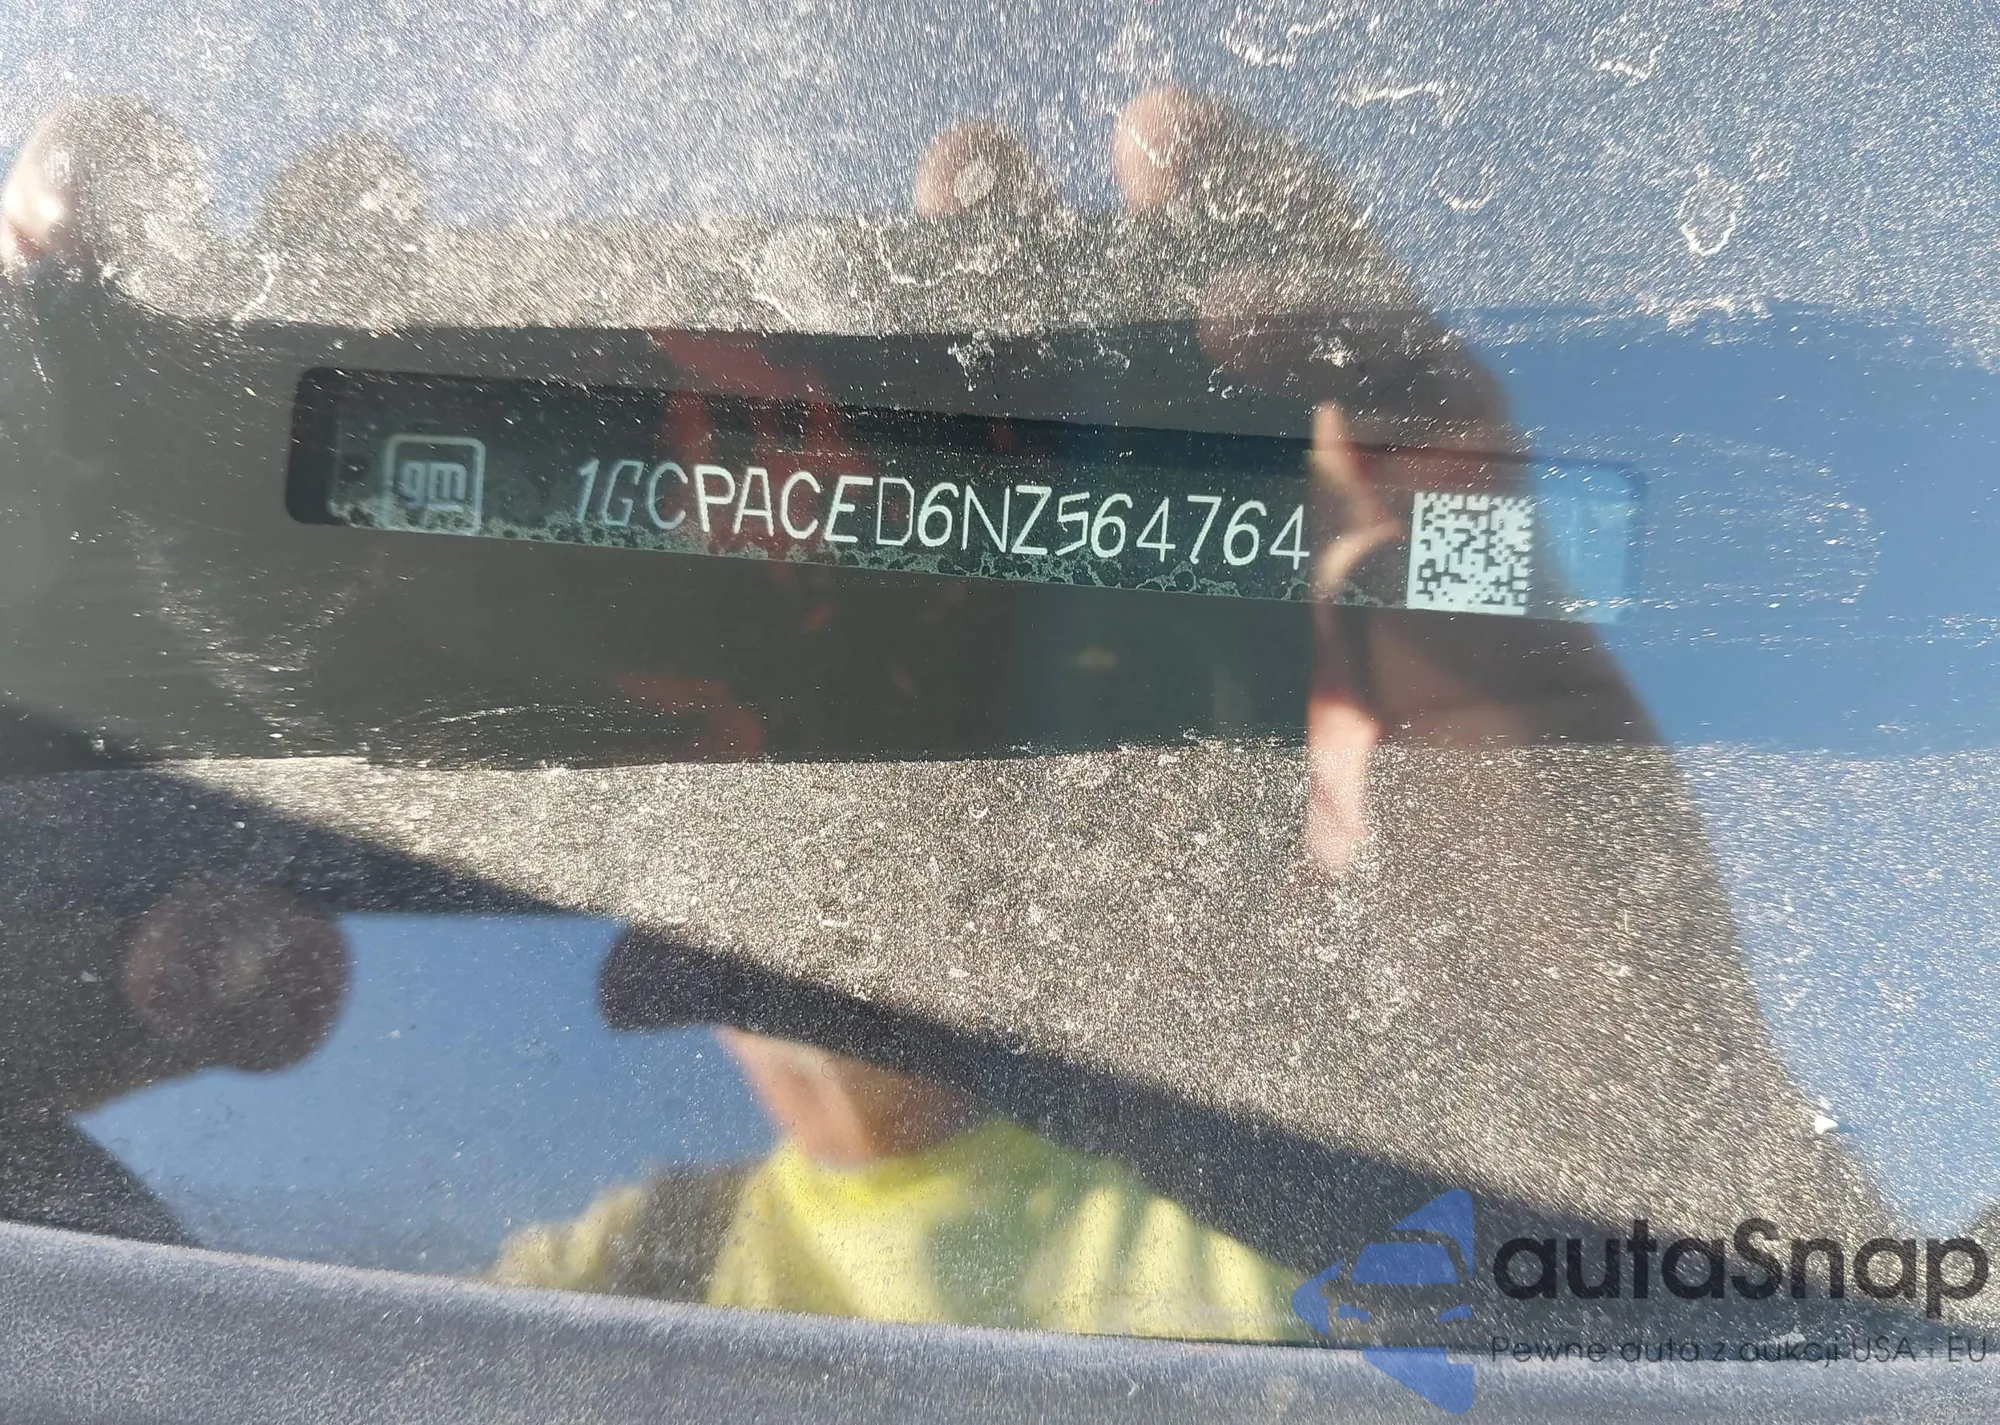 gm 1GCPACED6NZ564764
autaSnap
Pewne auta z aukcji USA i EU